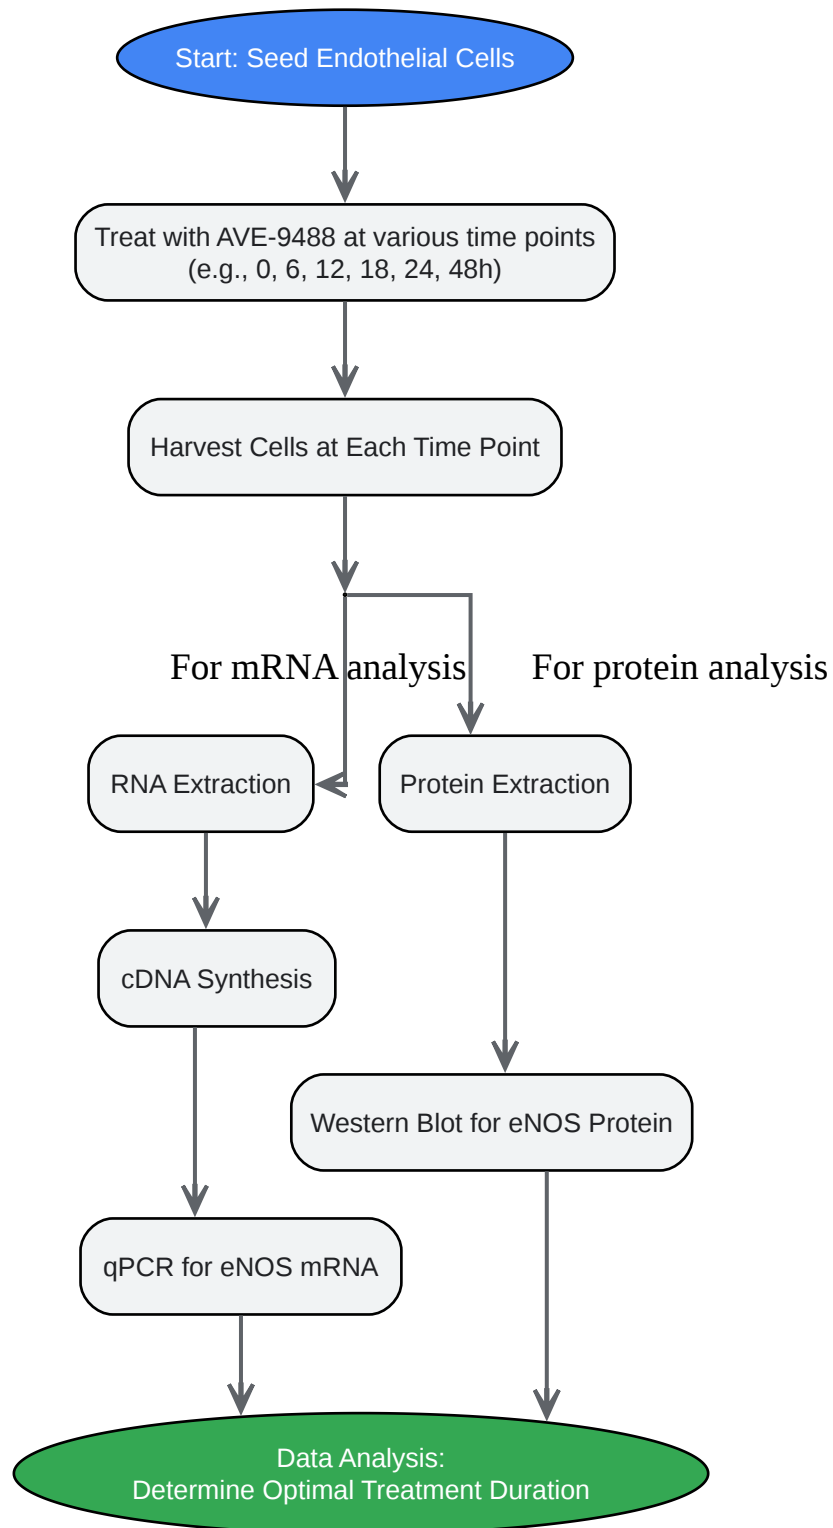 Start: Seed Endothelial Cells
Treat with AVE-9488 at various time points
(e.g., 0, 6, 12, 18, 24, 48h)
Harvest Cells at Each Time Point
For mRNA analysis
For protein analysis
RNA Extraction
Protein Extraction
cDNA Synthesis
Western Blot for eNOS Protein
qPCR for eNOS mRNA
Data Analysis:
Determine Optimal Treatment Duration